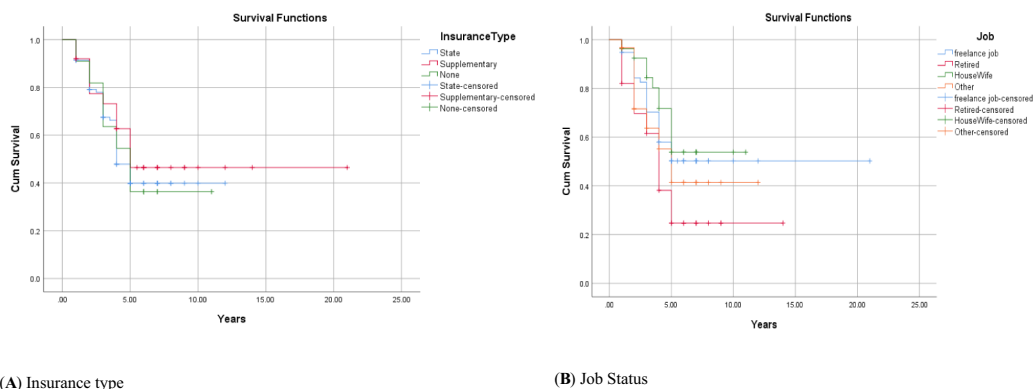 Survival Functions
InsuranceType
State
Supplementary
None
State-censored
Supplementary-censored
None-censored
Cum Survival
1.0
0.8
0.6
0.4
0.2
0.0
.00 5.00 10.00 15.00 20.00 25.00
Years
(A) Insurance type
Survival Functions
Job
freelance job
Retired
HouseWife
Other
freelance job-censored
Retired-censored
HouseWife-censored
Other-censored
Cum Survival
1.0
0.8
0.6
0.4
0.2
0.0
.00 5.00 10.00 15.00 20.00 25.00
Years
(B) Job Status